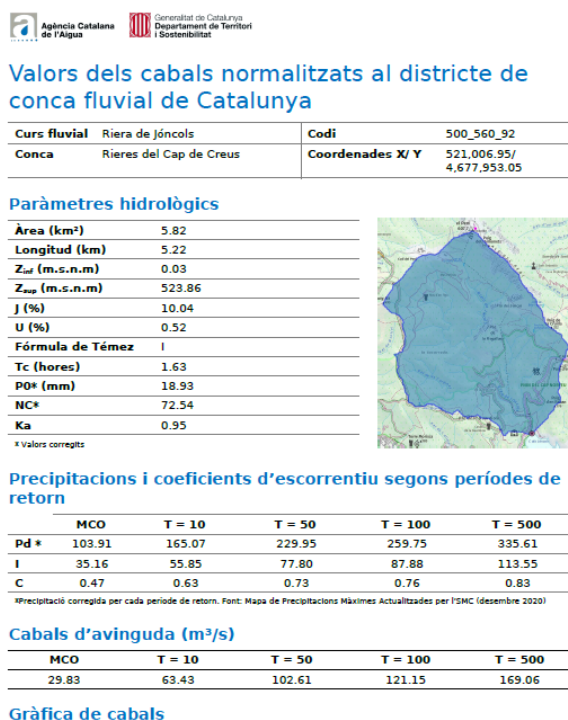 Agència Catalana
de l'Aigua
Generalitat de Catalunya
Departament de Territori
i Sostenibilitat
Valors dels cabals normalitzats al districte de
conca fluvial de Catalunya
Curs fluvial Riera de Jóncols Codi 500_560_92
Conca Rieres del Cap de Creus Coordenades X/ Y 521,006.95/
4,677,953.05
Paràmetres hidrològics
Àrea (km²) 5.82
Longitud (km) 5.22
Zinf (m.s.n.m) 0.03
Zsup (m.s.n.m) 523.86
J (%) 10.04
U (%) 0.52
Fórmula de Témez I
Tc (hores) 1.63
P0* (mm) 18.93
NC* 72.54
Ka 0.95
* Valors corregits
Precipitacions i coeficients d'escorrentiu segons períodes de
retorn
MCO T = 10 T = 50 T = 100 T = 500
Pd * 103.91 165.07 229.95 259.75 335.61
I 35.16 55.85 77.80 87.88 113.55
C 0.47 0.63 0.73 0.76 0.83
*Precipitació corregida per cada període de retorn. Font: Mapa de Precipitacions Màximes Actualitzades per l'SMC (desembre 2020)
Cabals d'avinguda (m³/s)
MCO T = 10 T = 50 T = 100 T = 500
29.83 63.43 102.61 121.15 169.06
Gràfica de cabals